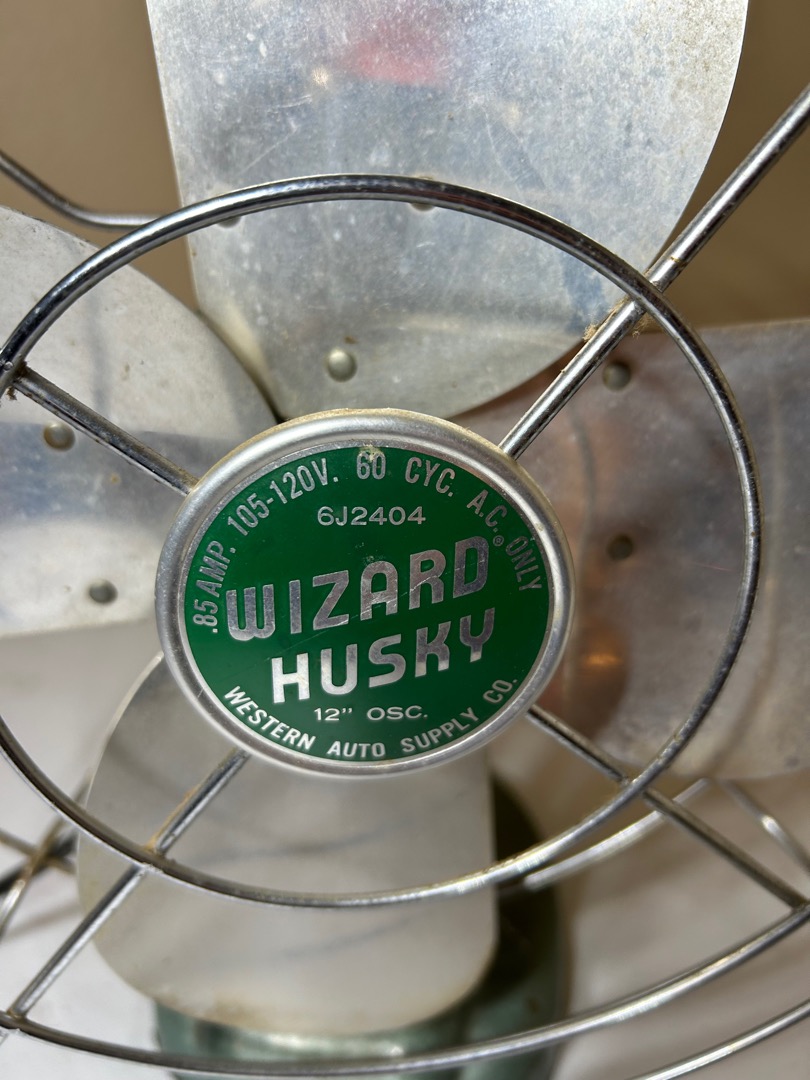 .85 AMP. 105-120V. 60 CYC. A.C. ONLY
6J2404
WIZARD®
HUSKY
12" OSC.
WESTERN AUTO SUPPLY CO.